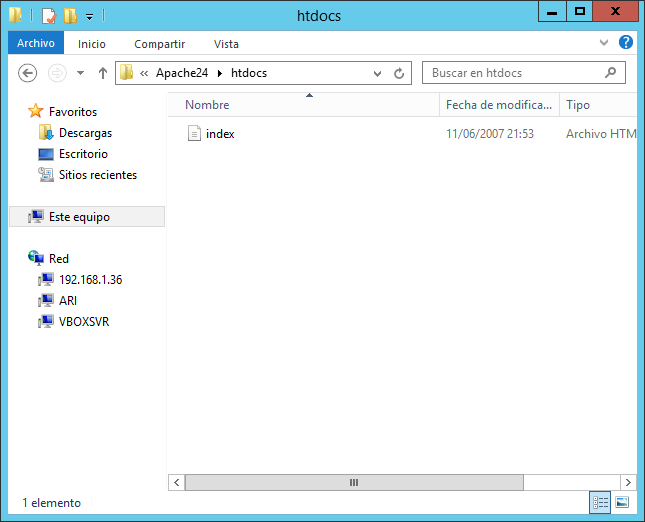 htdocs
Archivo Inicio Compartir Vista
« Apache24 htdocs Buscar en htdocs
Nombre Fecha de modifica... Tipo
index 11/06/2007 21:53 Archivo HTM
Favoritos
Descargas
Escritorio
Sitios recientes
Este equipo
Red
192.168.1.36
ARI
VBOXSVR
1 elemento